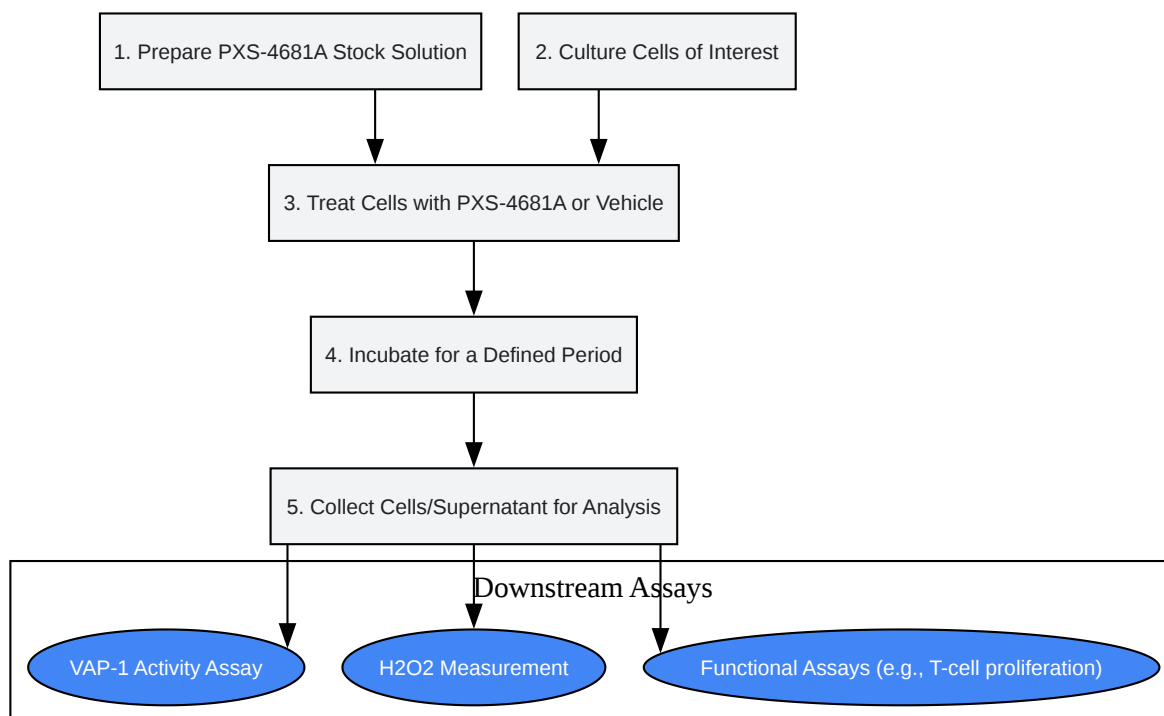 1. Prepare PXS-4681A Stock Solution
2. Culture Cells of Interest
3. Treat Cells with PXS-4681A or Vehicle
4. Incubate for a Defined Period
5. Collect Cells/Supernatant for Analysis
Downstream Assays
VAP-1 Activity Assay
H2O2 Measurement
Functional Assays (e.g., T-cell proliferation)